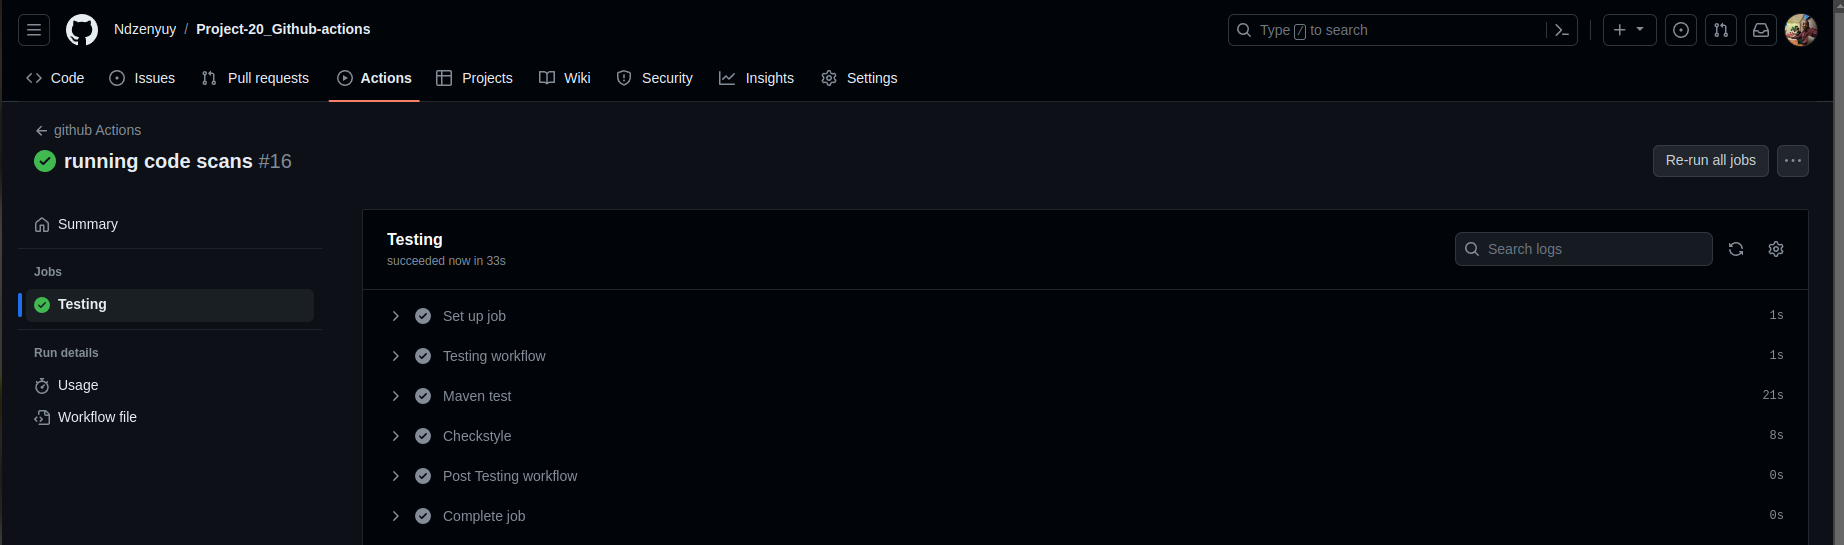 Ndzenyuy / Project-20_Github-actions
Type / to search
Code Issues Pull requests Actions Projects Wiki Security Insights Settings
github Actions
running code scans #16
Re-run all jobs
Summary
Jobs
Testing
Run details
Usage
Workflow file
Testing
succeeded now in 33s
Search logs
Set up job 1s
Testing workflow 1s
Maven test 21s
Checkstyle 8s
Post Testing workflow 0s
Complete job 0s